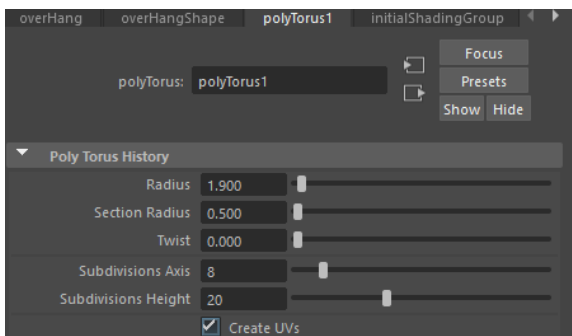 overHang overHangShape polyTorus1 initialShadingGroup
Focus
polyTorus: polyTorus1
Presets
Show Hide
Poly Torus History
Radius 1.900
Section Radius 0.500
Twist 0.000
Subdivisions Axis 8
Subdivisions Height 20
Create UVs